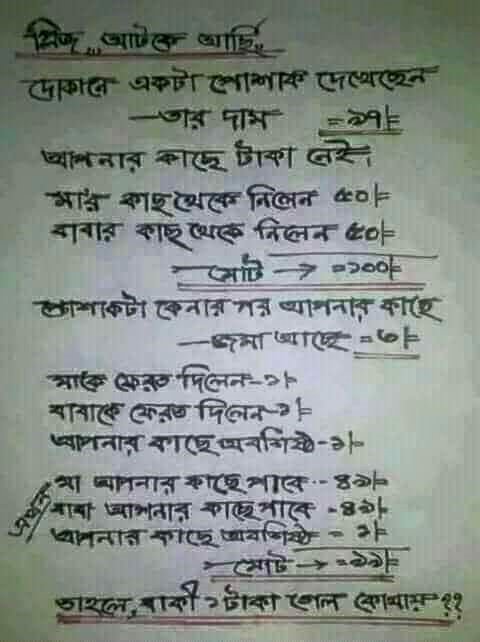 প্লিজ,,, আটকে আছি,,
দোকানে একটা পোশাক দেখেছেন
—তার দাম =৯৭/=
আপনার কাছে টাকা নেই,
মা'র কাছ থেকে নিলেন ৫০/=
বাবার কাছ থেকে নিলেন ৫০/=
মোট → =১০০/=
পোশাকটা কেনার পর আপনার কাছে
—জমা আছে =৩/=
মাকে ফেরত দিলেন-১/=
বাবাকে ফেরত দিলেন-১/=
আপনার কাছে অবশিষ্ট-১/=
এখন
মা আপনার কাছে পাবে -- ৪৯/=
বাবা আপনার কাছে পাবে -৪৯/=
আপনার কাছে অবশিষ্ট = ১/=
মোট → =৯৯/=
তাহলে, বাকী ১টাকা গেল কোথায়??